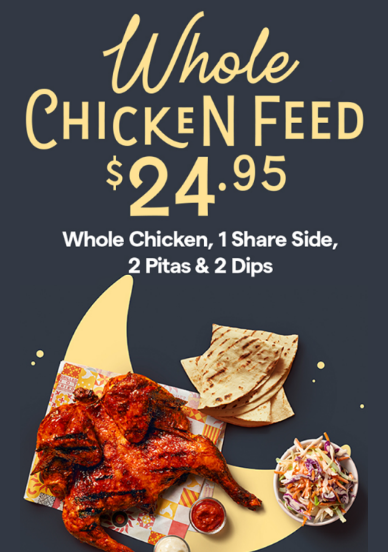 Whole
CHICKEN FEED
$24.95
Whole Chicken, 1 Share Side,
2 Pitas & 2 Dips